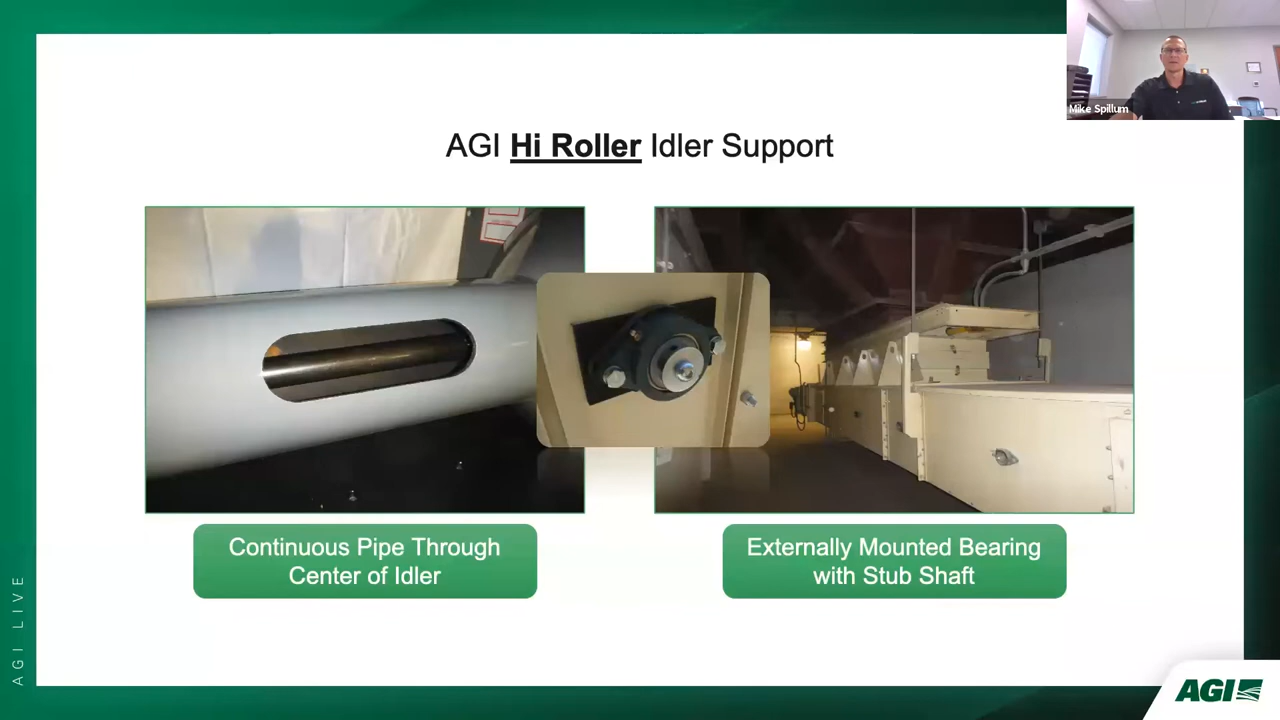 Mike Spillum
AGI Hi Roller Idler Support
Continuous Pipe Through
Center of Idler
Externally Mounted Bearing
with Stub Shaft
AGI LIVE
AGI